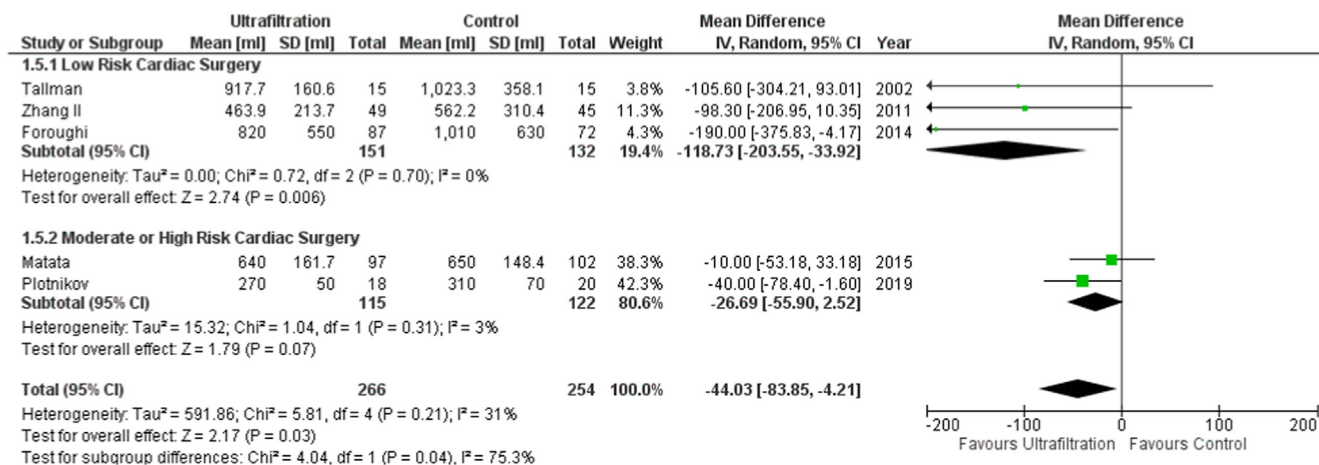 Ultrafiltration Control Mean Difference Mean Difference
Study or Subgroup Mean [ml] SD [ml] Total Mean [ml] SD [ml] Total Weight IV, Random, 95% CI Year IV, Random, 95% CI
1.5.1 Low Risk Cardiac Surgery
Tallman 917.7 160.6 15 1,023.3 358.1 15 3.8% -105.60 [-304.21, 93.01] 2002
Zhang II 463.9 213.7 49 562.2 310.4 45 11.3% -98.30 [-206.95, 10.35] 2011
Foroughi 820 550 87 1,010 630 72 4.3% -190.00 [-375.83, -4.17] 2014
Subtotal (95% CI) 151 132 19.4% -118.73 [-203.55, -33.92]
Heterogeneity: Tau² = 0.00; Chi² = 0.72, df = 2 (P = 0.70); I² = 0%
Test for overall effect: Z = 2.74 (P = 0.006)
1.5.2 Moderate or High Risk Cardiac Surgery
Matata 640 161.7 97 650 148.4 102 38.3% -10.00 [-53.18, 33.18] 2015
Plotnikov 270 50 18 310 70 20 42.3% -40.00 [-78.40, -1.60] 2019
Subtotal (95% CI) 115 122 80.6% -26.69 [-55.90, 2.52]
Heterogeneity: Tau² = 15.32; Chi² = 1.04, df = 1 (P = 0.31); I² = 3%
Test for overall effect: Z = 1.79 (P = 0.07)
Total (95% CI) 266 254 100.0% -44.03 [-83.85, -4.21]
Heterogeneity: Tau² = 591.86; Chi² = 5.81, df = 4 (P = 0.21); I² = 31%
Test for overall effect: Z = 2.17 (P = 0.03)
Test for subgroup differences: Chi² = 4.04, df = 1 (P = 0.04), I² = 75.3%
-200 -100 0 100 200
Favours Ultrafiltration Favours Control